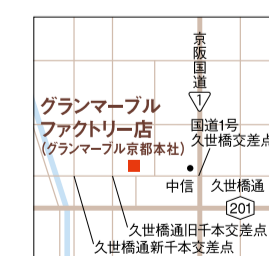 京阪国道
1
グランマーブル
ファクトリー店
(グランマーブル京都本社)
国道1号
久世橋交差点
中信
久世橋通
201
久世橋通旧千本交差点
久世橋通新千本交差点